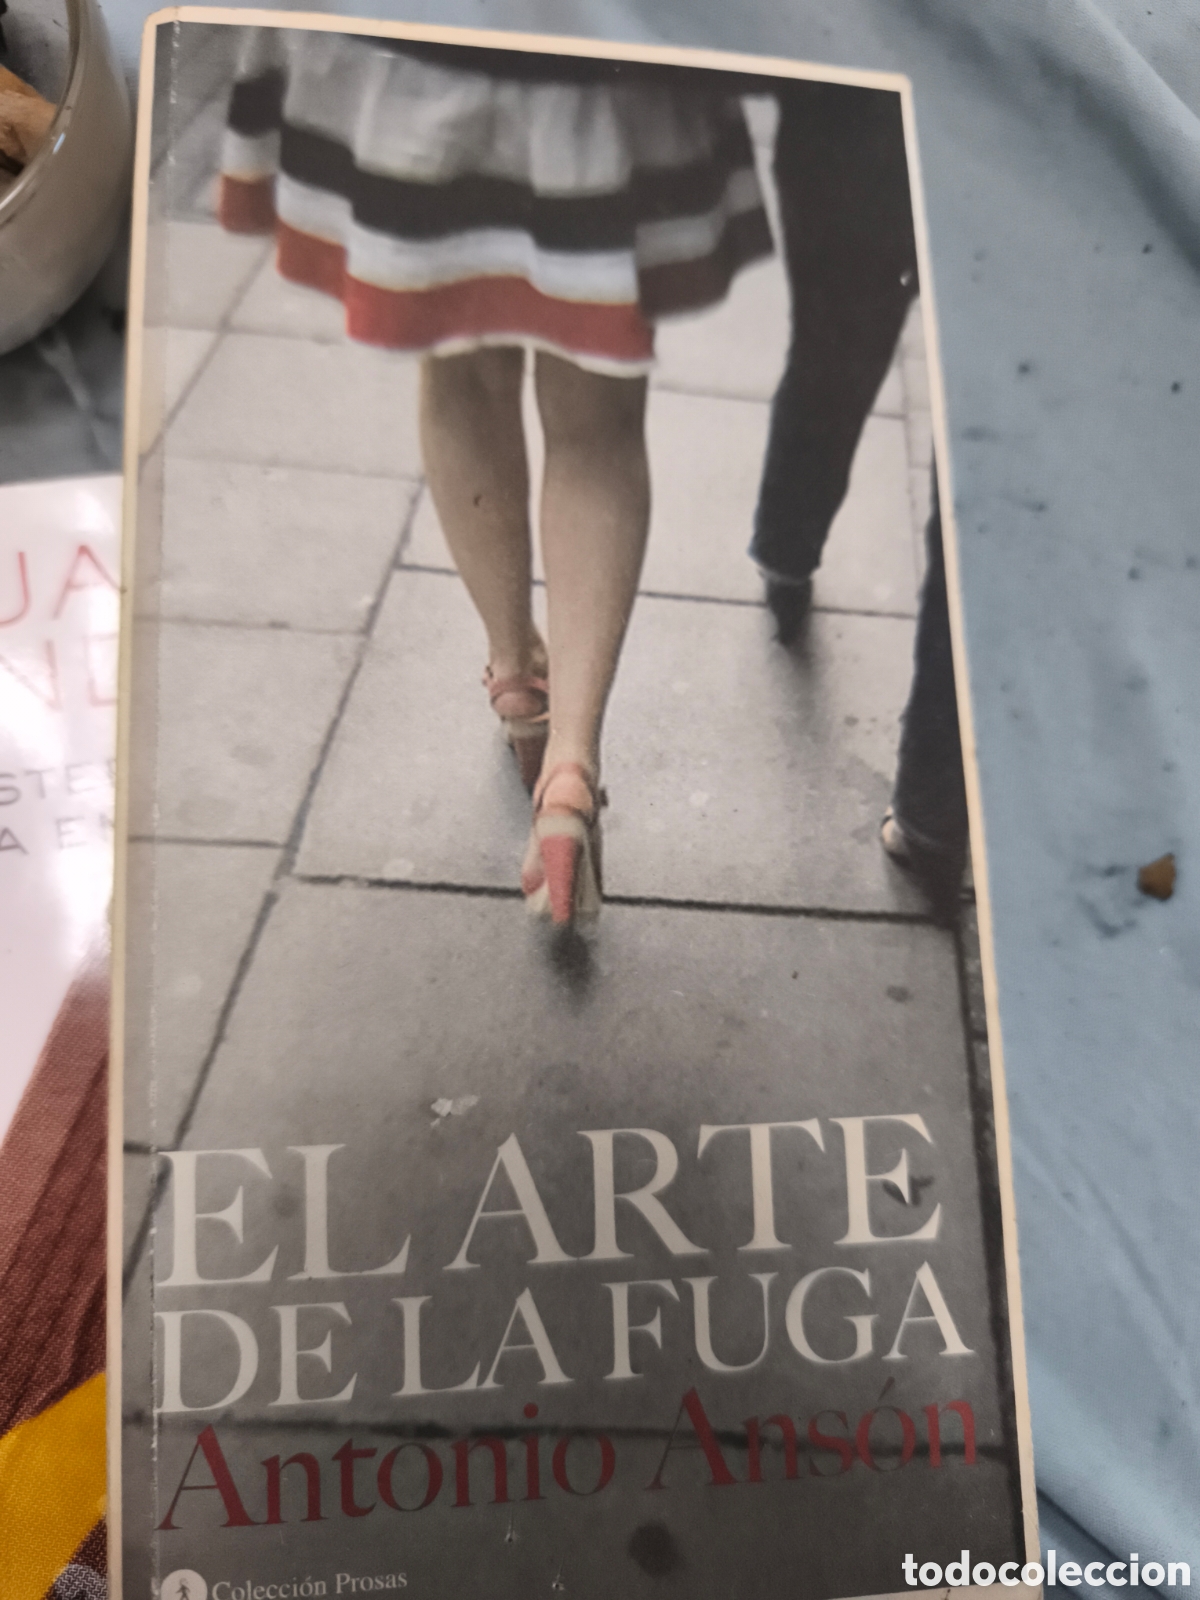 EL ARTE
DE LA FUGA
Antonio Ansón
Colección Prosas
todocoleccion